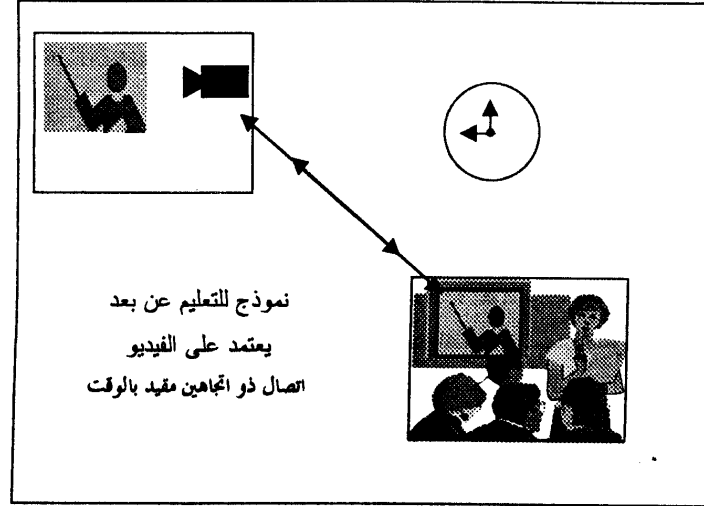 نموذج للتعليم عن بعد
يعتمد على الفيديو
اتصال ذو اتجاهين مقيد بالوقت